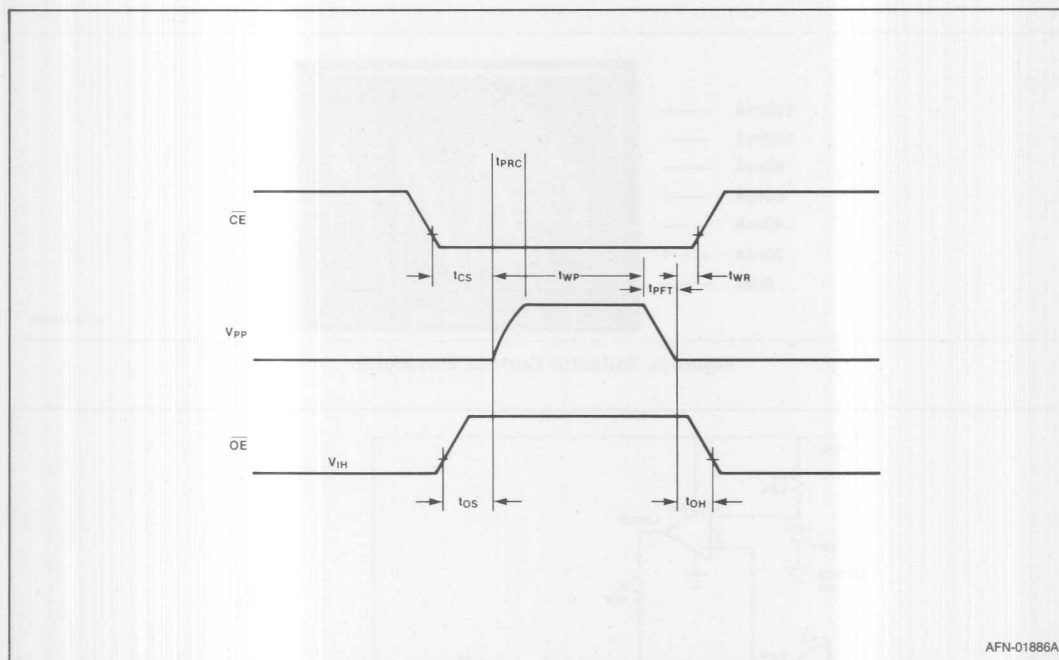 tPRC
CE
tCS
tWP
tWR
tPFT
VPP
OE
VIH
tOS
tOH
AFN-01886A